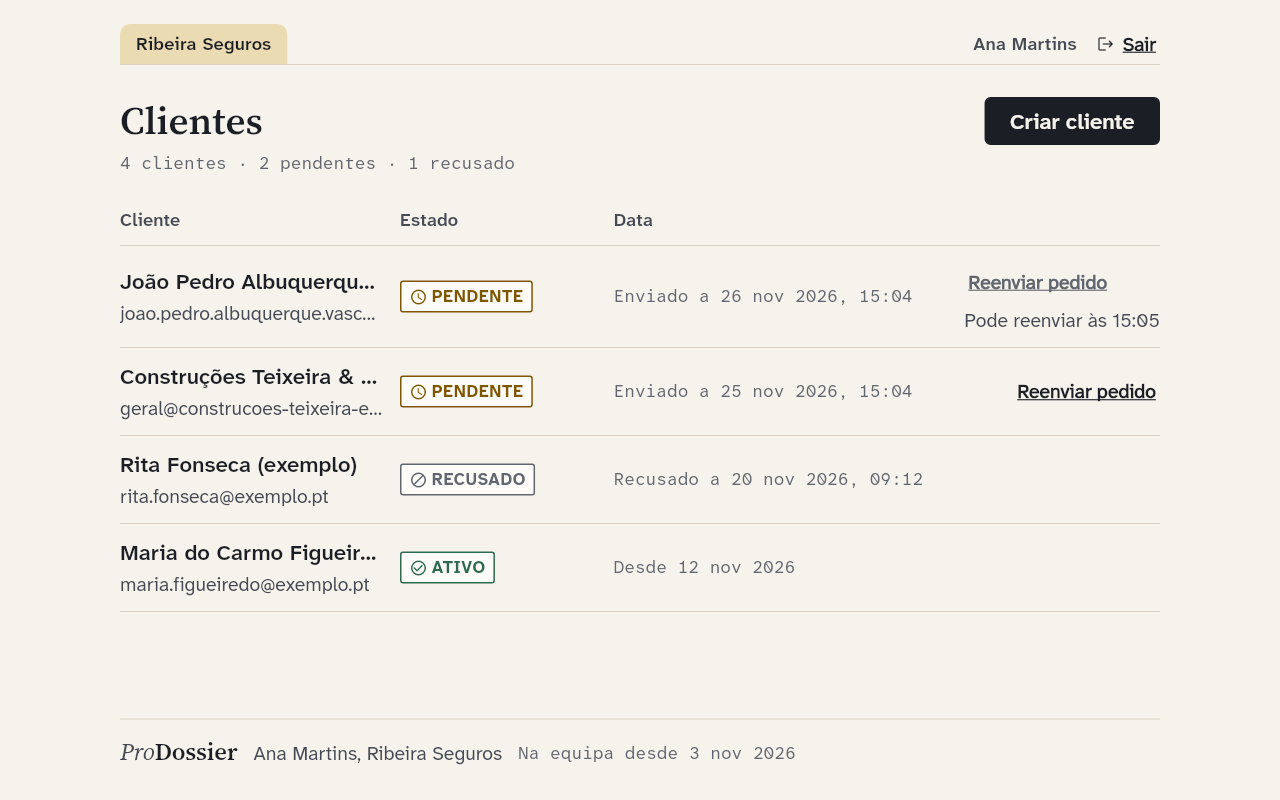 Ribeira Seguros
Ana Martins Sair
Clientes
Criar cliente
4 clientes · 2 pendentes · 1 recusado
Cliente Estado Data
João Pedro Albuquerqu...
joao.pedro.albuquerque.vasc...
PENDENTE
Enviado a 26 nov 2026, 15:04
Reenviar pedido
Pode reenviar às 15:05
Construções Teixeira & ...
geral@construcoes-teixeira-e...
PENDENTE
Enviado a 25 nov 2026, 15:04
Reenviar pedido
Rita Fonseca (exemplo)
rita.fonseca@exemplo.pt
RECUSADO
Recusado a 20 nov 2026, 09:12
Maria do Carmo Figueir...
maria.figueiredo@exemplo.pt
ATIVO
Desde 12 nov 2026
ProDossier Ana Martins, Ribeira Seguros Na equipa desde 3 nov 2026